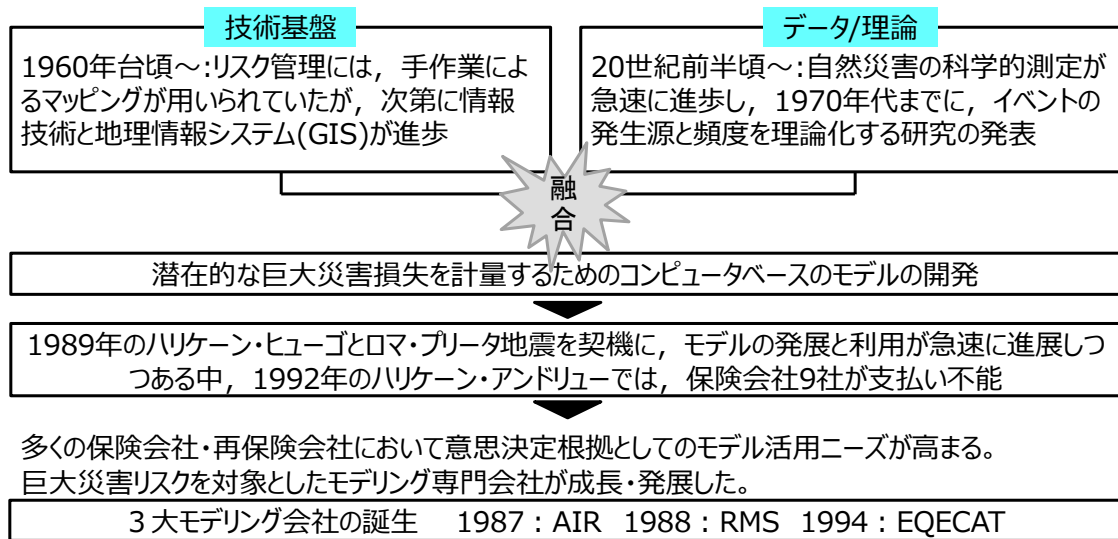 技術基盤
1960年台頃～:リスク管理には，手作業によ
るマッピングが用いられていたが，次第に情報
技術と地理情報システム(GIS)が進歩
データ/理論
20世紀前半頃～:自然災害の科学的測定が
急速に進歩し，1970年代までに，イベントの
発生源と頻度を理論化する研究の発表
融
合
潜在的な巨大災害損失を計量するためのコンピュータベースのモデルの開発
1989年のハリケーン・ヒューゴとロマ・プリータ地震を契機に，モデルの発展と利用が急速に進展しつ
つある中，1992年のハリケーン・アンドリューでは，保険会社9社が支払い不能
多くの保険会社・再保険会社において意思決定根拠としてのモデル活用ニーズが高まる。
巨大災害リスクを対象としたモデリング専門会社が成長・発展した。
３大モデリング会社の誕生　1987：AIR　1988：RMS　1994：EQECAT